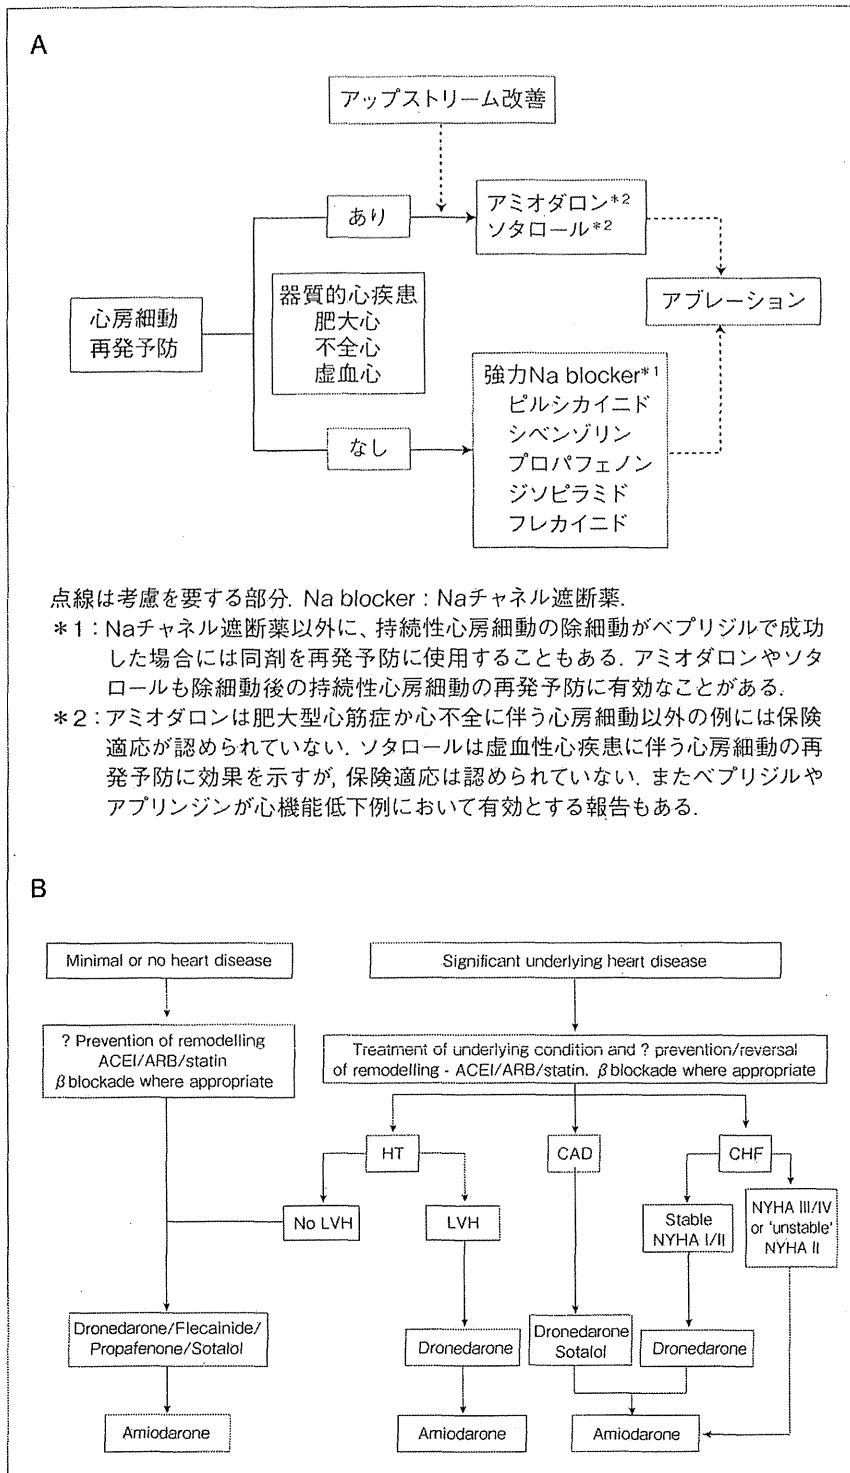 A
アップストリーム改善
あり
アミオダロン*2
ソタロール*2
器質的心疾患
肥大心
不全心
虚血心
アブレーション
心房細動
再発予防
なし
強力Na blocker*1
ピルシカイニド
シベンゾリン
プロパフェノン
ジソピラミド
フレカイニド
点線は考慮を要する部分. Na blocker : Naチャネル遮断薬.
*1 : Naチャネル遮断薬以外に、持続性心房細動の除細動がベプリジルで成功
した場合には同剤を再発予防に使用することもある. アミオダロンやソタ
ロールも除細動後の持続性心房細動の再発予防に有効なことがある.
*2 : アミオダロンは肥大型心筋症か心不全に伴う心房細動以外の例には保険
適応が認められていない. ソタロールは虚血性心疾患に伴う心房細動の再
発予防に効果を示すが, 保険適応は認められていない. またベプリジルや
アプリンジンが心機能低下例において有効とする報告もある.
B
Minimal or no heart disease
Significant underlying heart disease
? Prevention of remodelling
ACEI/ARB/statin
βblockade where appropriate
Treatment of underlying condition and ? prevention/reversal
of remodelling - ACEI/ARB/statin. βblockade where appropriate
HT
CAD
CHF
No LVH
LVH
Stable
NYHA I/II
NYHA III/IV
or 'unstable'
NYHA II
Dronedarone/Flecainide/
Propafenone/Sotalol
Dronedarone
Dronedarone
Sotalol
Dronedarone
Amiodarone
Amiodarone
Amiodarone